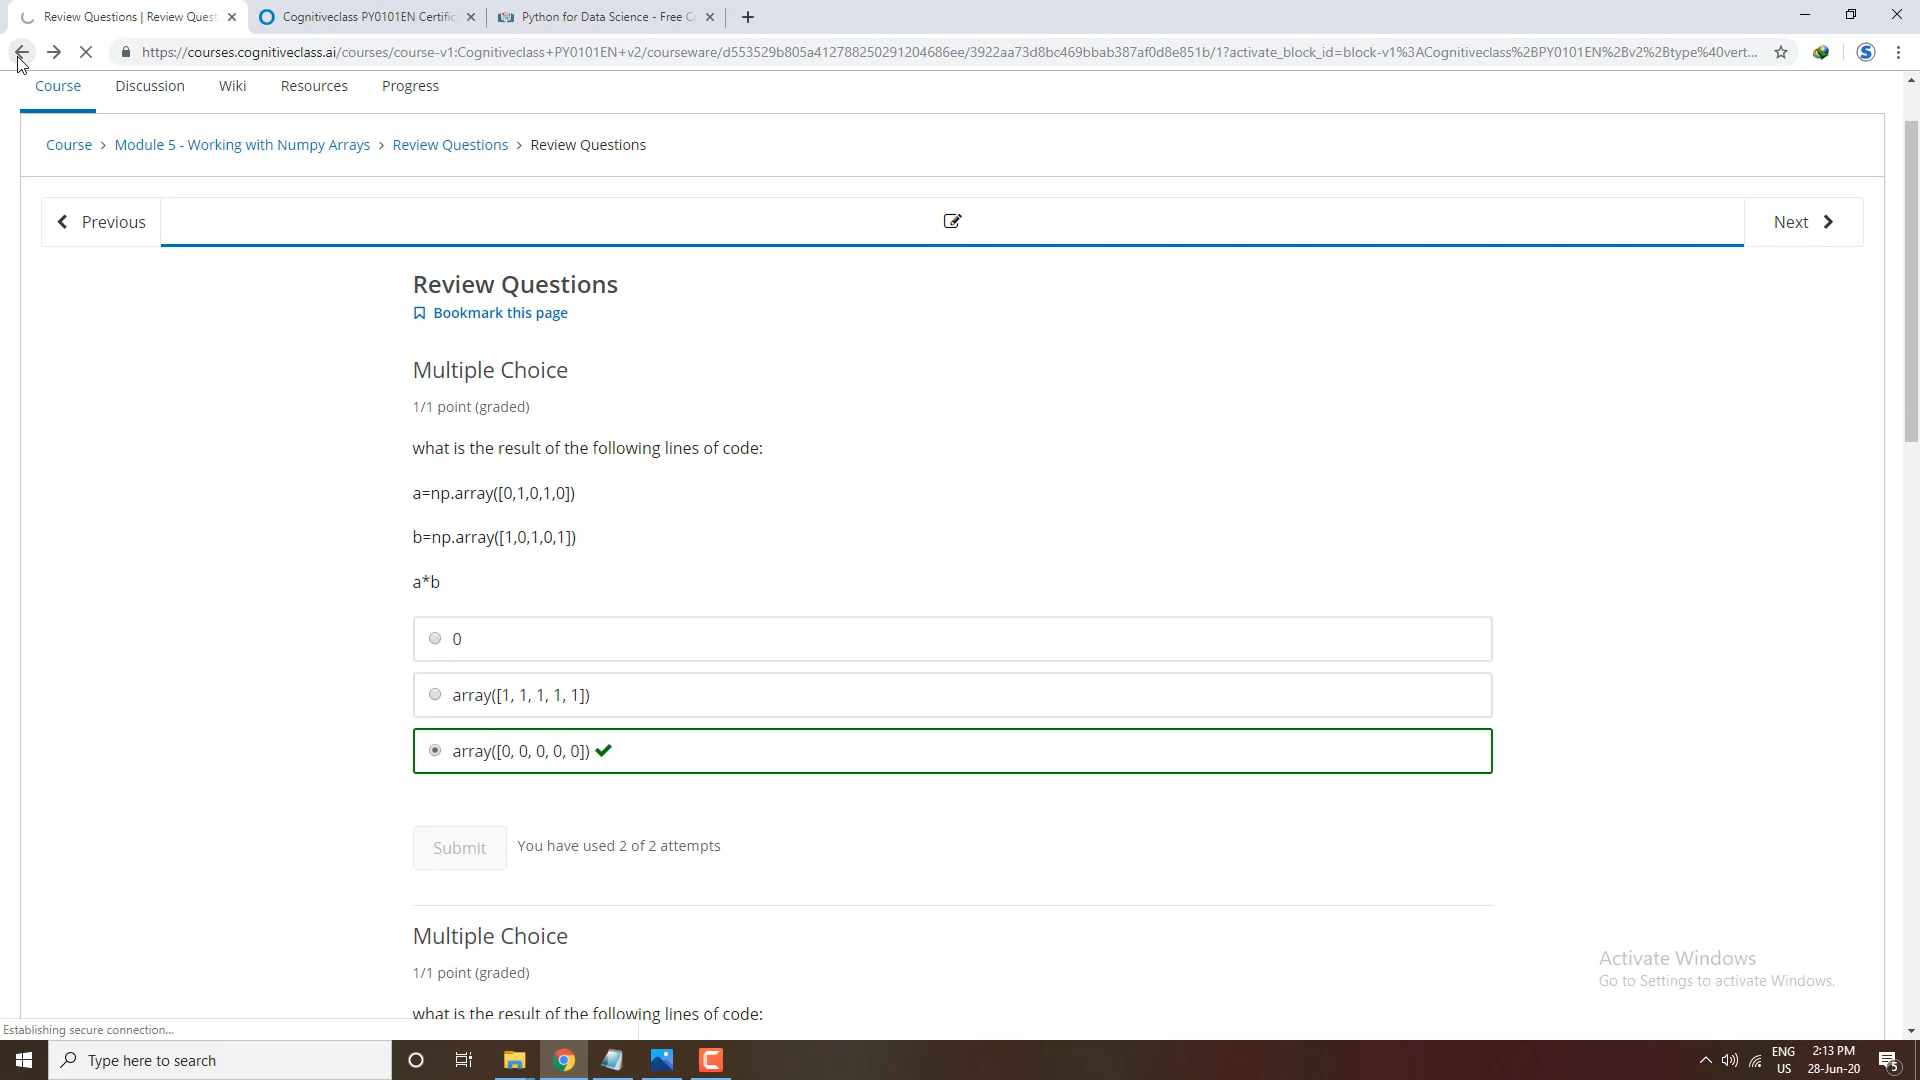 Review Questions | Review Quest
Cognitiveclass PY0101EN Certific
Python for Data Science - Free C
https://courses.cognitiveclass.ai/courses/course-v1:Cognitiveclass+PY0101EN+v2/courseware/d553529b805a412788250291204686ee/3922aa73d8bc469bbab387af0d8e851b/1?activate_block_id=block-v1%3ACognitiveclass%2BPY0101EN%2Bv2%2Btype%40vert...
Course
Discussion
Wiki
Resources
Progress
Course > Module 5 - Working with Numpy Arrays > Review Questions > Review Questions
Previous
Next
Review Questions
Bookmark this page
Multiple Choice
1/1 point (graded)
what is the result of the following lines of code:
a=np.array([0,1,0,1,0])
b=np.array([1,0,1,0,1])
a*b
0
array([1, 1, 1, 1, 1])
array([0, 0, 0, 0, 0])
Submit
You have used 2 of 2 attempts
Multiple Choice
1/1 point (graded)
what is the result of the following lines of code:
Activate Windows
Go to Settings to activate Windows.
Establishing secure connection...
Type here to search
ENG
US
2:13 PM
28-Jun-20
5